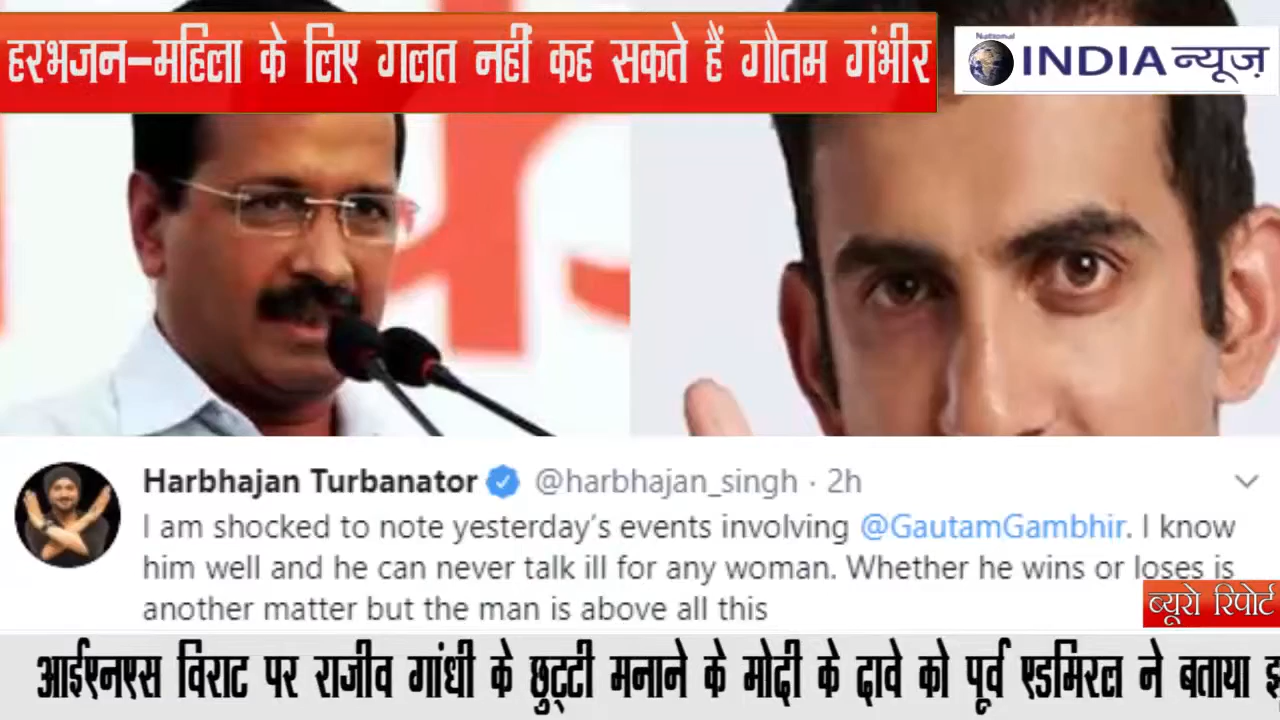 हरभजन-महिला के लिए गलत नहीं कह सकते हैं गौतम गंभीर
National
INDIA न्यूज़
Harbhajan Turbanator @harbhajan_singh · 2h
I am shocked to note yesterday's events involving @GautamGambhir. I know
him well and he can never talk ill for any woman. Whether he wins or loses is
another matter but the man is above all this
ब्यूरो रिपोर्ट
आईएनएस विराट पर राजीव गांधी के छुट्टी मनाने के मोदी के दावे को पूर्व एडमिरल ने बताया